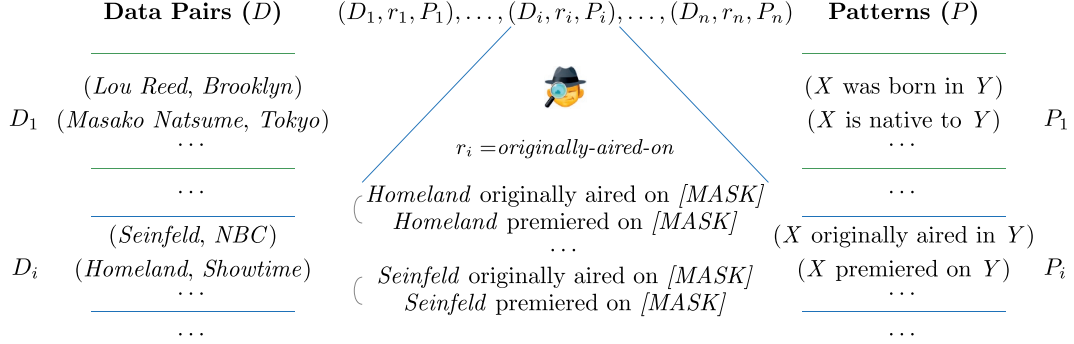 Data Pairs (D)
(D₁, r₁, P₁), . . . , (Dᵢ, rᵢ, Pᵢ), . . . , (Dₙ, rₙ, Pₙ)
Patterns (P)
D₁
(Lou Reed, Brooklyn)
(Masako Natsume, Tokyo)
. . .
. . .
Dᵢ
(Seinfeld, NBC)
(Homeland, Showtime)
. . .
. . .
rᵢ =originally-aired-on
Homeland originally aired on [MASK]
Homeland premiered on [MASK]
. . .
Seinfeld originally aired on [MASK]
Seinfeld premiered on [MASK]
(X was born in Y)
(X is native to Y)
P₁
. . .
. . .
(X originally aired in Y)
(X premiered on Y)
Pᵢ
. . .
. . .